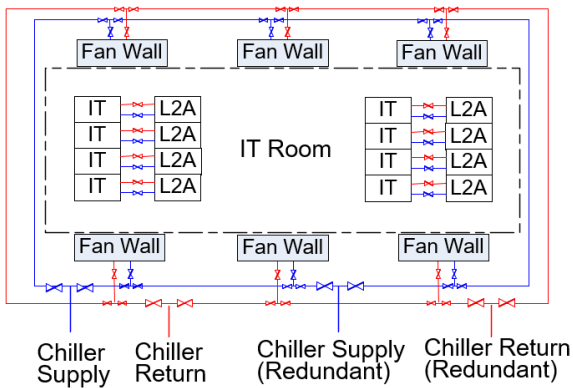 Fan Wall Fan Wall Fan Wall
IT L2A IT L2A
IT L2A IT L2A
IT Room
IT L2A IT L2A
IT L2A IT L2A
Fan Wall Fan Wall Fan Wall
Chiller Supply
Chiller Return
Chiller Supply (Redundant)
Chiller Return (Redundant)